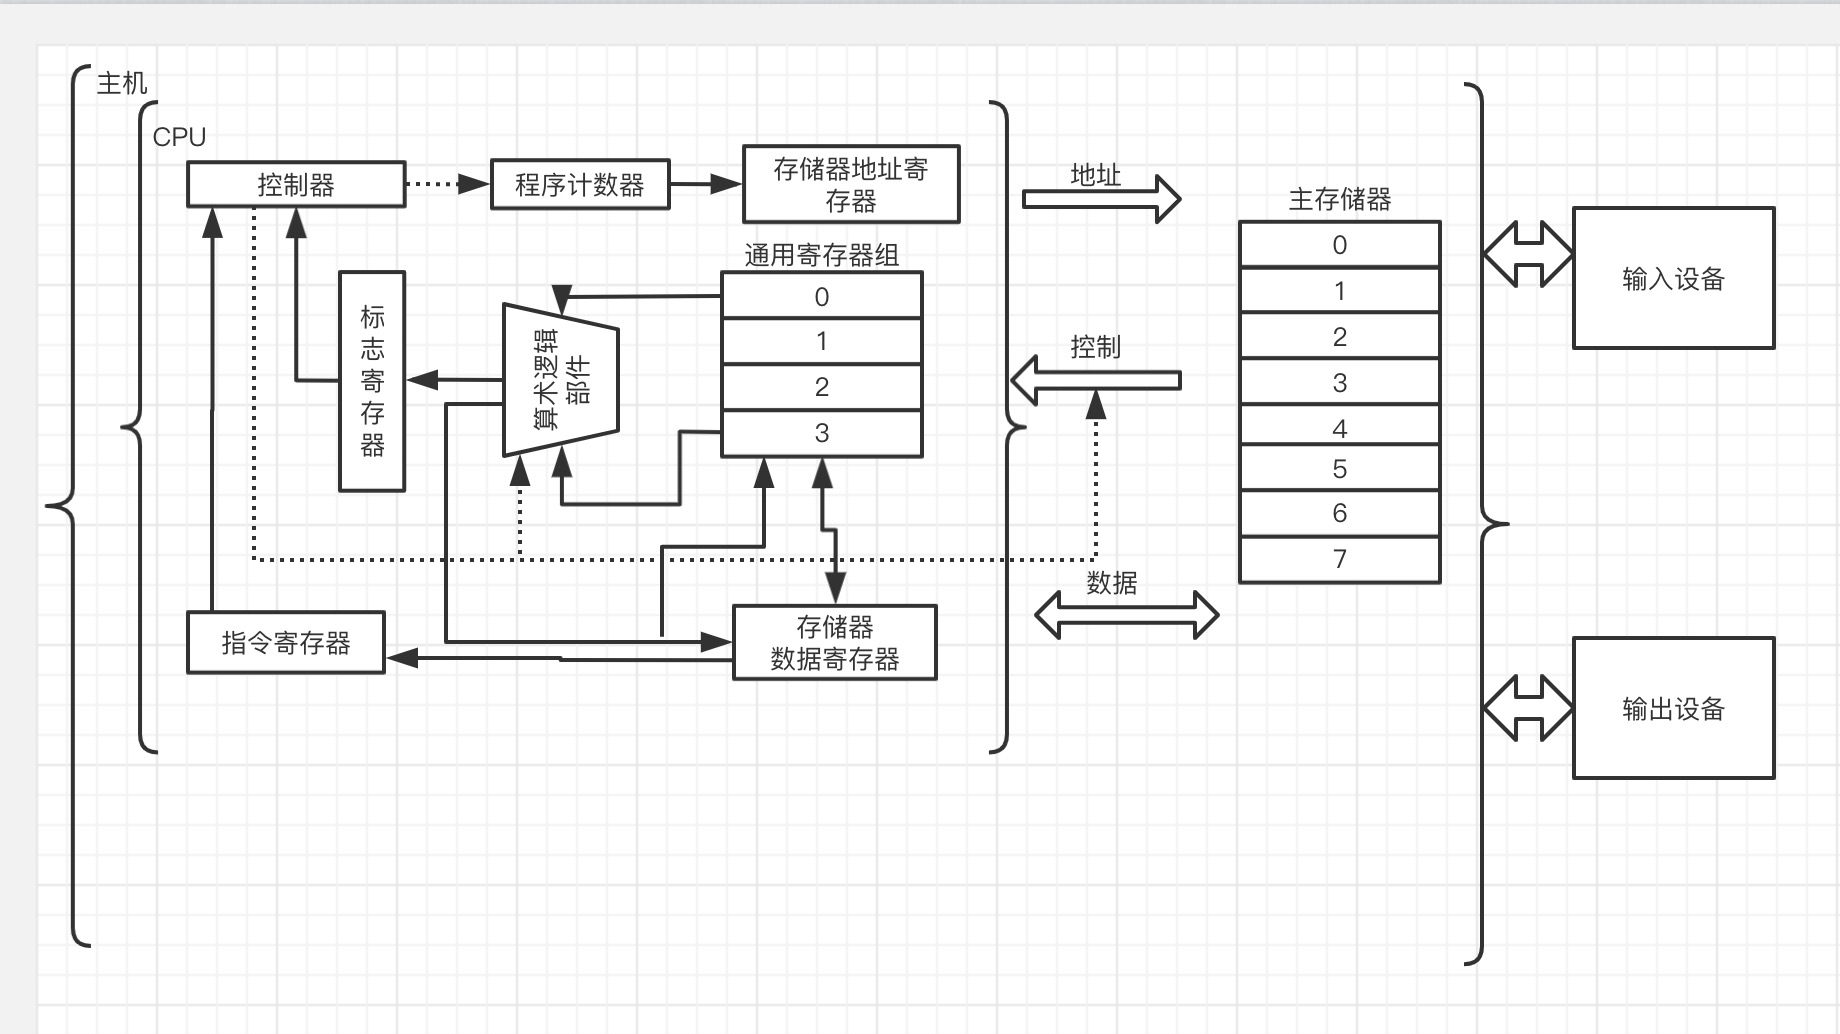 主机
CPU
控制器
程序计数器
存储器地址寄
存器
地址
主存储器
通用寄存器组
0
1
2
3
标
志
寄
存
器
算术逻辑
部件
控制
0
1
2
3
4
5
6
7
输入设备
数据
指令寄存器
存储器
数据寄存器
输出设备